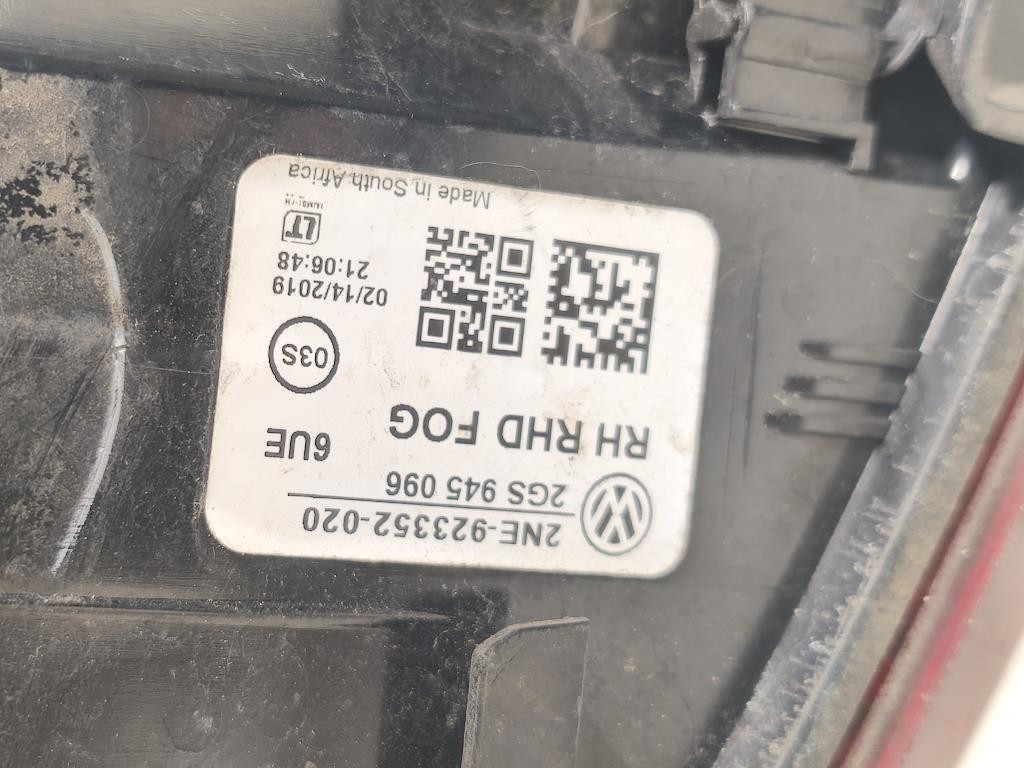 2NE-923352-020
2GS 945 096
RH RHD FOG
6UE
03S
02/14/2019
21:06:48
LT
Made in South Africa